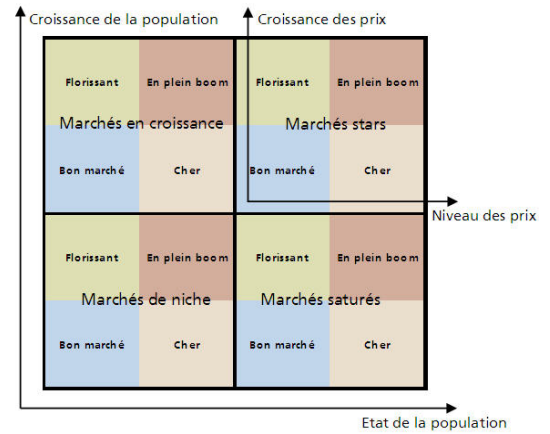 Croissance de la population
Croissance des prix
Florissant
En plein boom
Florissant
En plein boom
Marchés en croissance
Marchés stars
Bon marché
Cher
Bon marché
Cher
Niveau des prix
Florissant
En plein boom
Florissant
En plein boom
Marchés de niche
Marchés saturés
Bon marché
Cher
Bon marché
Cher
Etat de la population